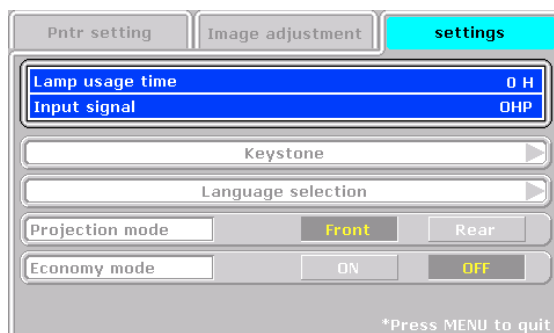 Pntr setting Image adjustment settings
Lamp usage time 0 H
Input signal OHP
Keystone
Language selection
Projection mode Front Rear
Economy mode ON OFF
*Press MENU to quit